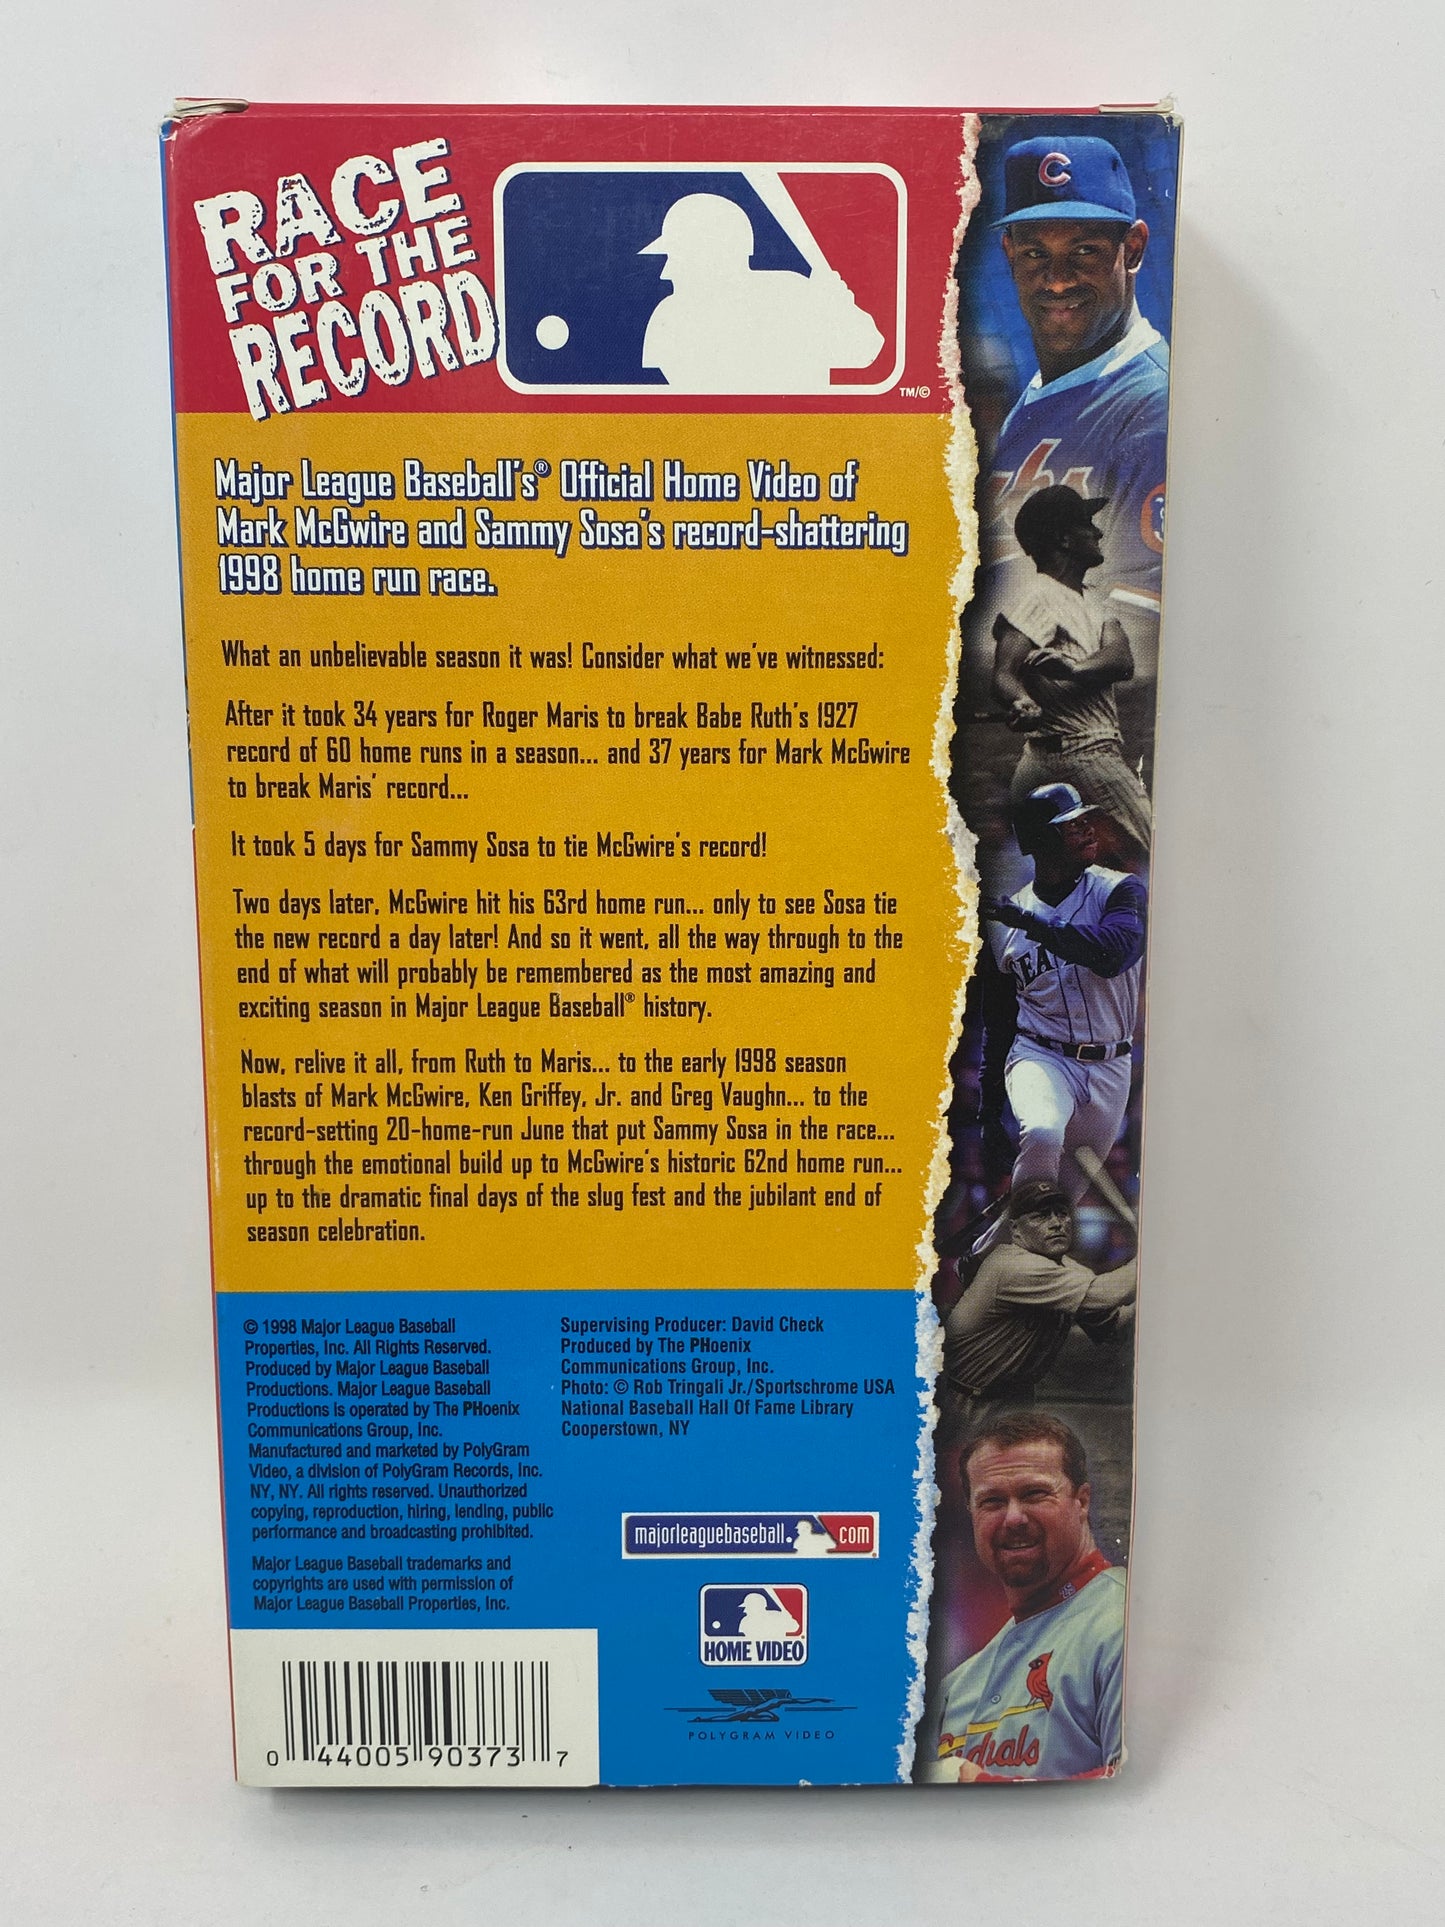 RACE
FOR THE
RECORD
TM/©
Major League Baseball's® Official Home Video of
Mark McGwire and Sammy Sosa's record-shattering
1998 home run race.
What an unbelievable season it was! Consider what we've witnessed:
After it took 34 years for Roger Maris to break Babe Ruth's 1927
record of 60 home runs in a season... and 37 years for Mark McGwire
to break Maris' record...
It took 5 days for Sammy Sosa to tie McGwire's record!
Two days later, McGwire hit his 63rd home run... only to see Sosa tie
the new record a day later! And so it went, all the way through to the
end of what will probably be remembered as the most amazing and
exciting season in Major League Baseball® history.
Now, relive it all, from Ruth to Maris... to the early 1998 season
blasts of Mark McGwire, Ken Griffey, Jr. and Greg Vaughn... to the
record-setting 20-home-run June that put Sammy Sosa in the race...
through the emotional build up to McGwire's historic 62nd home run...
up to the dramatic final days of the slug fest and the jubilant end of
season celebration.
© 1998 Major League Baseball
Properties, Inc. All Rights Reserved.
Produced by Major League Baseball
Productions. Major League Baseball
Productions is operated by The PHoenix
Communications Group, Inc.
Manufactured and marketed by PolyGram
Video, a division of PolyGram Records, Inc.
NY, NY. All rights reserved. Unauthorized
copying, reproduction, hiring, lending, public
performance and broadcasting prohibited.
Major League Baseball trademarks and
copyrights are used with permission of
Major League Baseball Properties, Inc.
Supervising Producer: David Check
Produced by The PHoenix
Communications Group, Inc.
Photo: © Rob Tringali Jr./Sportschrome USA
National Baseball Hall Of Fame Library
Cooperstown, NY
majorleaguebaseball.com
HOME VIDEO
POLYGRAM VIDEO
0 44005 90373 7
C
SEA
C